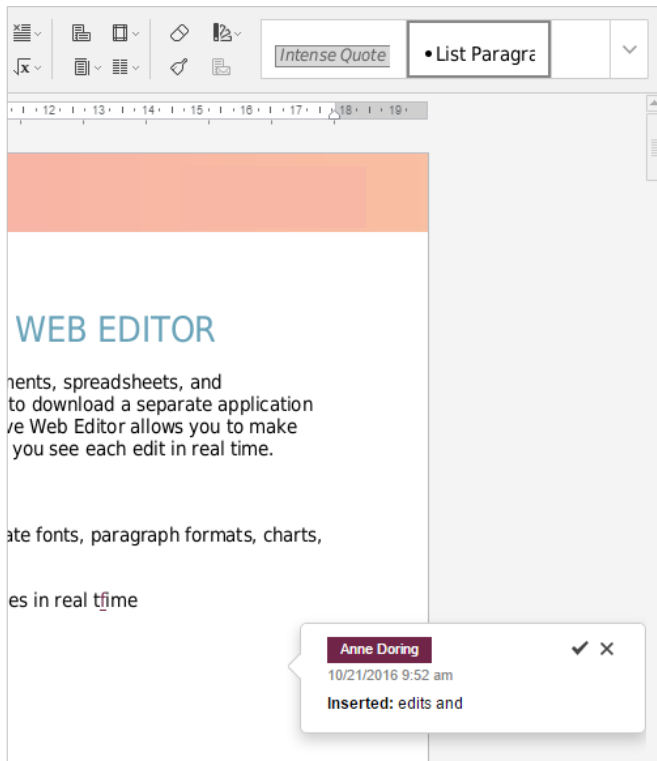 Intense Quote
• List Paragra
12 13 14 15 16 17 18 19
WEB EDITOR
nents, spreadsheets, and
to download a separate application
ve Web Editor allows you to make
you see each edit in real time.
ate fonts, paragraph formats, charts,
es in real tfime
Anne Doring
10/21/2016 9:52 am
Inserted: edits and